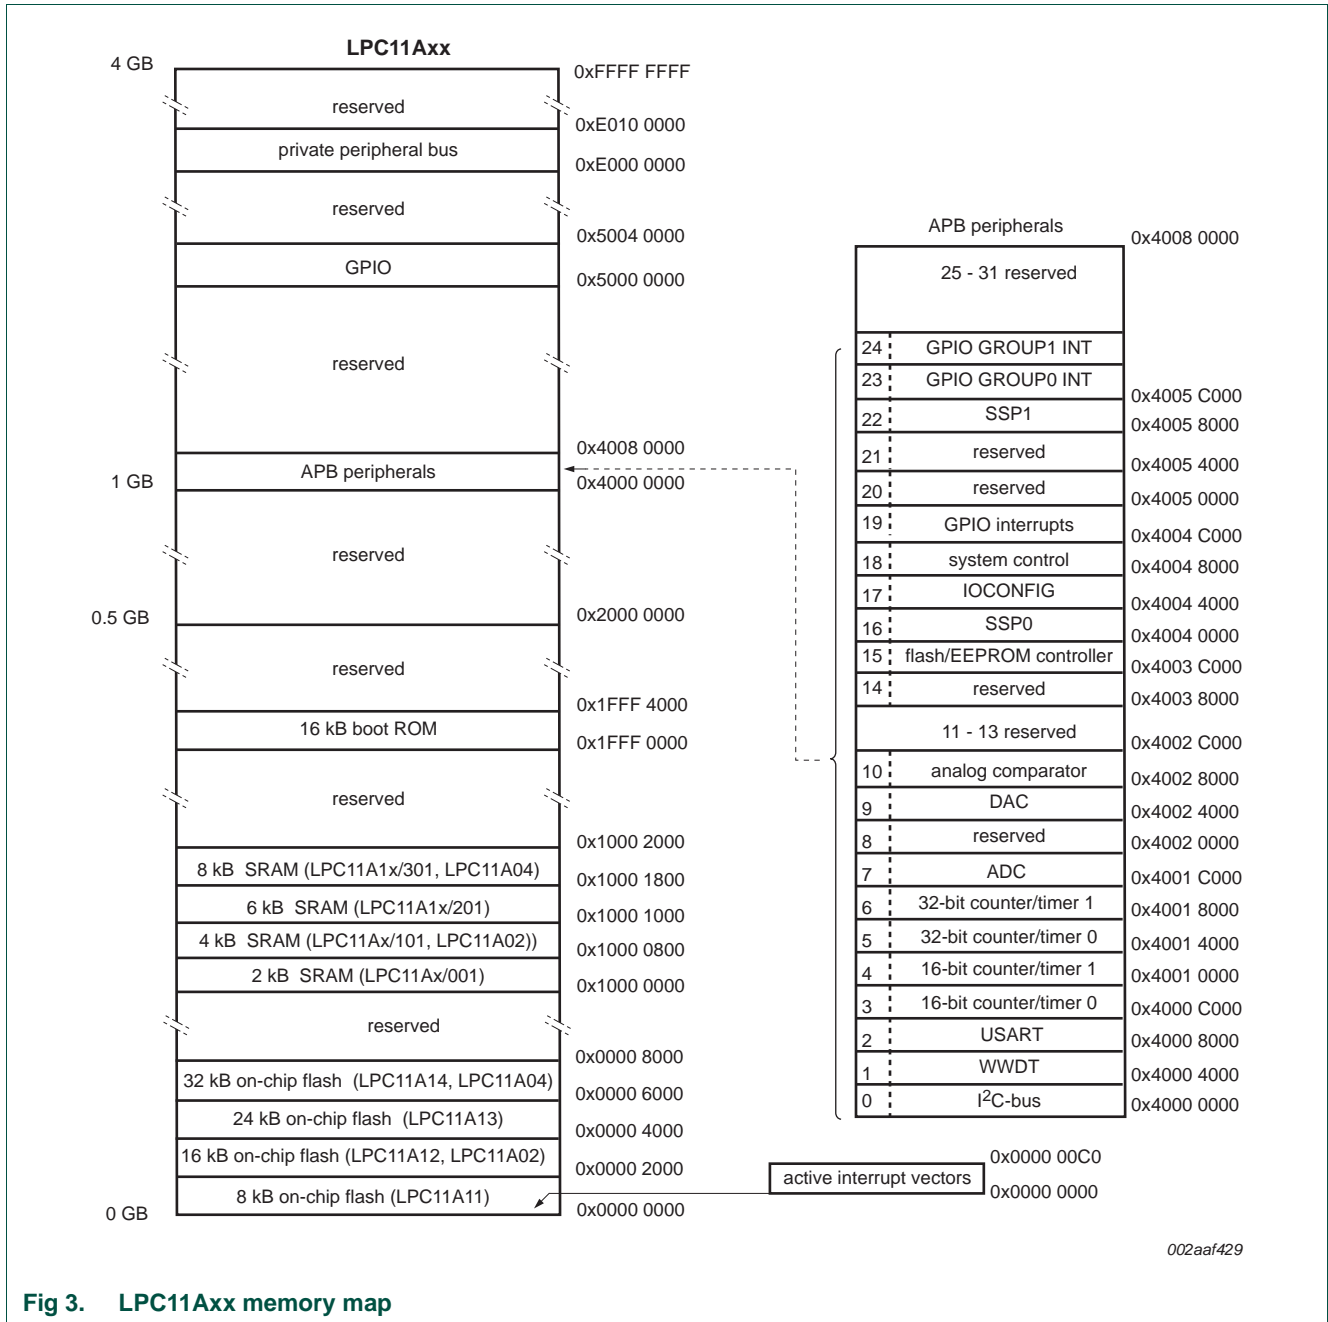 LPC11Axx
4 GB
0xFFFF FFFF
reserved
0xE010 0000
private peripheral bus
0xE000 0000
reserved
0x5004 0000
GPIO
0x5000 0000
reserved
0x4008 0000
APB peripherals
1 GB
0x4000 0000
reserved
0x2000 0000
0.5 GB
reserved
0x1FFF 4000
16 kB boot ROM
0x1FFF 0000
reserved
0x1000 2000
8 kB SRAM (LPC11A1x/301, LPC11A04)
0x1000 1800
6 kB SRAM (LPC11A1x/201)
0x1000 1000
4 kB SRAM (LPC11Ax/101, LPC11A02))
0x1000 0800
2 kB SRAM (LPC11Ax/001)
0x1000 0000
reserved
0x0000 8000
32 kB on-chip flash (LPC11A14, LPC11A04)
0x0000 6000
24 kB on-chip flash (LPC11A13)
0x0000 4000
16 kB on-chip flash (LPC11A12, LPC11A02)
0x0000 2000
8 kB on-chip flash (LPC11A11)
0 GB
0x0000 0000
APB peripherals
0x4008 0000
25 - 31 reserved
24 GPIO GROUP1 INT
23 GPIO GROUP0 INT
0x4005 C000
22 SSP1
0x4005 8000
21 reserved
0x4005 4000
20 reserved
0x4005 0000
19 GPIO interrupts
0x4004 C000
18 system control
0x4004 8000
17 IOCONFIG
0x4004 4000
16 SSP0
0x4004 0000
15 flash/EEPROM controller
0x4003 C000
14 reserved
0x4003 8000
11 - 13 reserved
0x4002 C000
10 analog comparator
0x4002 8000
9 DAC
0x4002 4000
8 reserved
0x4002 0000
7 ADC
0x4001 C000
6 32-bit counter/timer 1
0x4001 8000
5 32-bit counter/timer 0
0x4001 4000
4 16-bit counter/timer 1
0x4001 0000
3 16-bit counter/timer 0
0x4000 C000
2 USART
0x4000 8000
1 WWDT
0x4000 4000
0 I2C-bus
0x4000 0000
0x0000 00C0
active interrupt vectors
0x0000 0000
002aaf429
Fig 3. LPC11Axx memory map